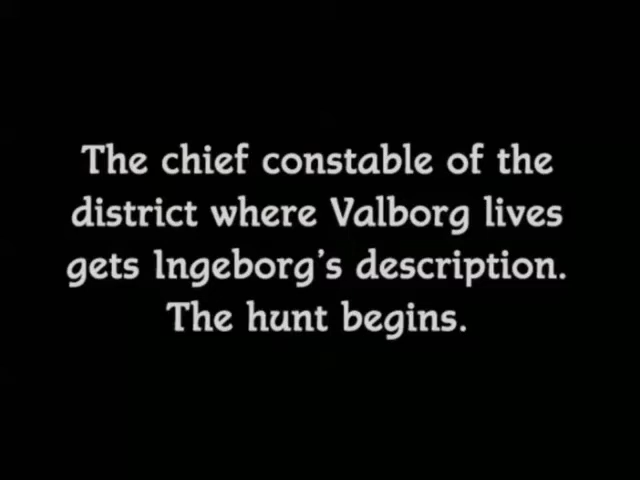 The chief constable of the
district where Valborg lives
gets Ingeborg's description.
The hunt begins.